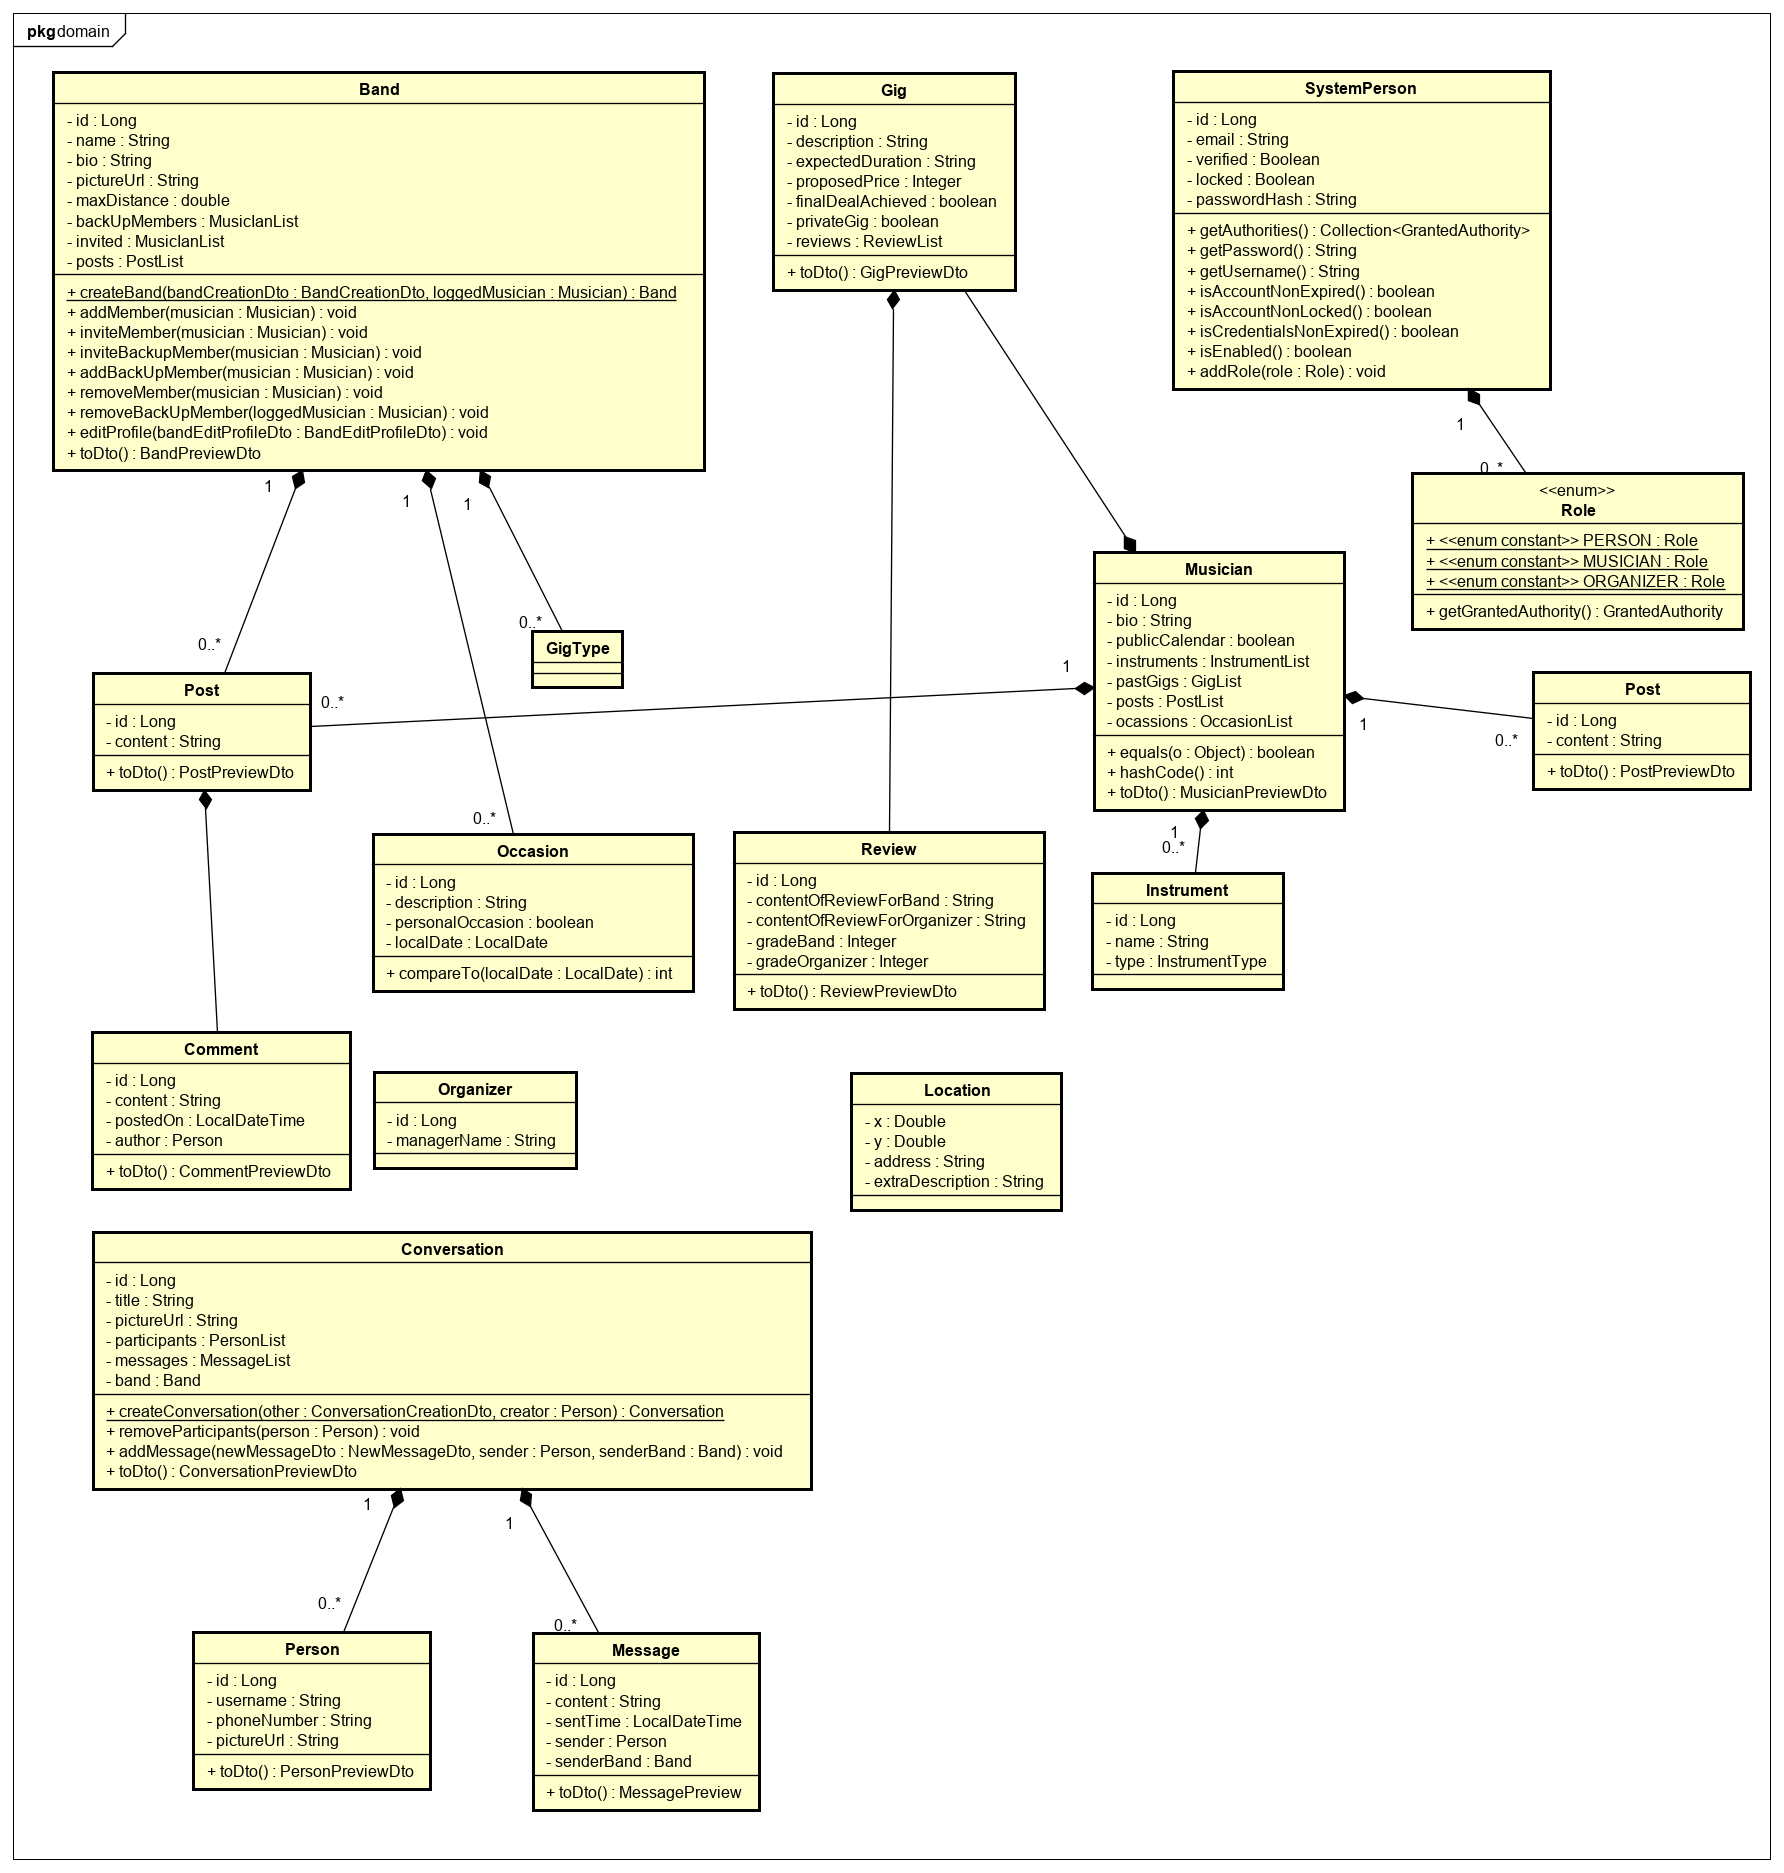 pkg domain
Band
- id : Long
- name : String
- bio : String
- pictureUrl : String
- maxDistance : double
- backUpMembers : MusicIanList
- invited : MusicIanList
- posts : PostList
+ createBand(bandCreationDto : BandCreationDto, loggedMusician : Musician) : Band
+ addMember(musician : Musician) : void
+ inviteMember(musician : Musician) : void
+ inviteBackupMember(musician : Musician) : void
+ addBackUpMember(musician : Musician) : void
+ removeMember(musician : Musician) : void
+ removeBackUpMember(loggedMusician : Musician) : void
+ editProfile(bandEditProfileDto : BandEditProfileDto) : void
+ toDto() : BandPreviewDto
Gig
- id : Long
- description : String
- expectedDuration : String
- proposedPrice : Integer
- finalDealAchieved : boolean
- privateGig : boolean
- reviews : ReviewList
+ toDto() : GigPreviewDto
SystemPerson
- id : Long
- email : String
- verified : Boolean
- locked : Boolean
- passwordHash : String
+ getAuthorities() : Collection<GrantedAuthority>
+ getPassword() : String
+ getUsername() : String
+ isAccountNonExpired() : boolean
+ isAccountNonLocked() : boolean
+ isCredentialsNonExpired() : boolean
+ isEnabled() : boolean
+ addRole(role : Role) : void
1
0..*
<<enum>>
Role
+ <<enum constant>> PERSON : Role
+ <<enum constant>> MUSICIAN : Role
+ <<enum constant>> ORGANIZER : Role
+ getGrantedAuthority() : GrantedAuthority
1
1
1
0..*
0..*
GigType
Musician
- id : Long
- bio : String
- publicCalendar : boolean
- instruments : InstrumentList
- pastGigs : GigList
- posts : PostList
- ocassions : OccasionList
+ equals(o : Object) : boolean
+ hashCode() : int
+ toDto() : MusicianPreviewDto
1
0..*
Post
- id : Long
- content : String
+ toDto() : PostPreviewDto
1
0..*
Post
- id : Long
- content : String
+ toDto() : PostPreviewDto
0..*
Occasion
- id : Long
- description : String
- personalOccasion : boolean
- localDate : LocalDate
+ compareTo(localDate : LocalDate) : int
Review
- id : Long
- contentOfReviewForBand : String
- contentOfReviewForOrganizer : String
- gradeBand : Integer
- gradeOrganizer : Integer
+ toDto() : ReviewPreviewDto
1
0..*
Instrument
- id : Long
- name : String
- type : InstrumentType
Comment
- id : Long
- content : String
- postedOn : LocalDateTime
- author : Person
+ toDto() : CommentPreviewDto
Organizer
- id : Long
- managerName : String
Location
- x : Double
- y : Double
- address : String
- extraDescription : String
Conversation
- id : Long
- title : String
- pictureUrl : String
- participants : PersonList
- messages : MessageList
- band : Band
+ createConversation(other : ConversationCreationDto, creator : Person) : Conversation
+ removeParticipants(person : Person) : void
+ addMessage(newMessageDto : NewMessageDto, sender : Person, senderBand : Band) : void
+ toDto() : ConversationPreviewDto
1
1
0..*
0..*
Person
- id : Long
- username : String
- phoneNumber : String
- pictureUrl : String
+ toDto() : PersonPreviewDto
Message
- id : Long
- content : String
- sentTime : LocalDateTime
- sender : Person
- senderBand : Band
+ toDto() : MessagePreview